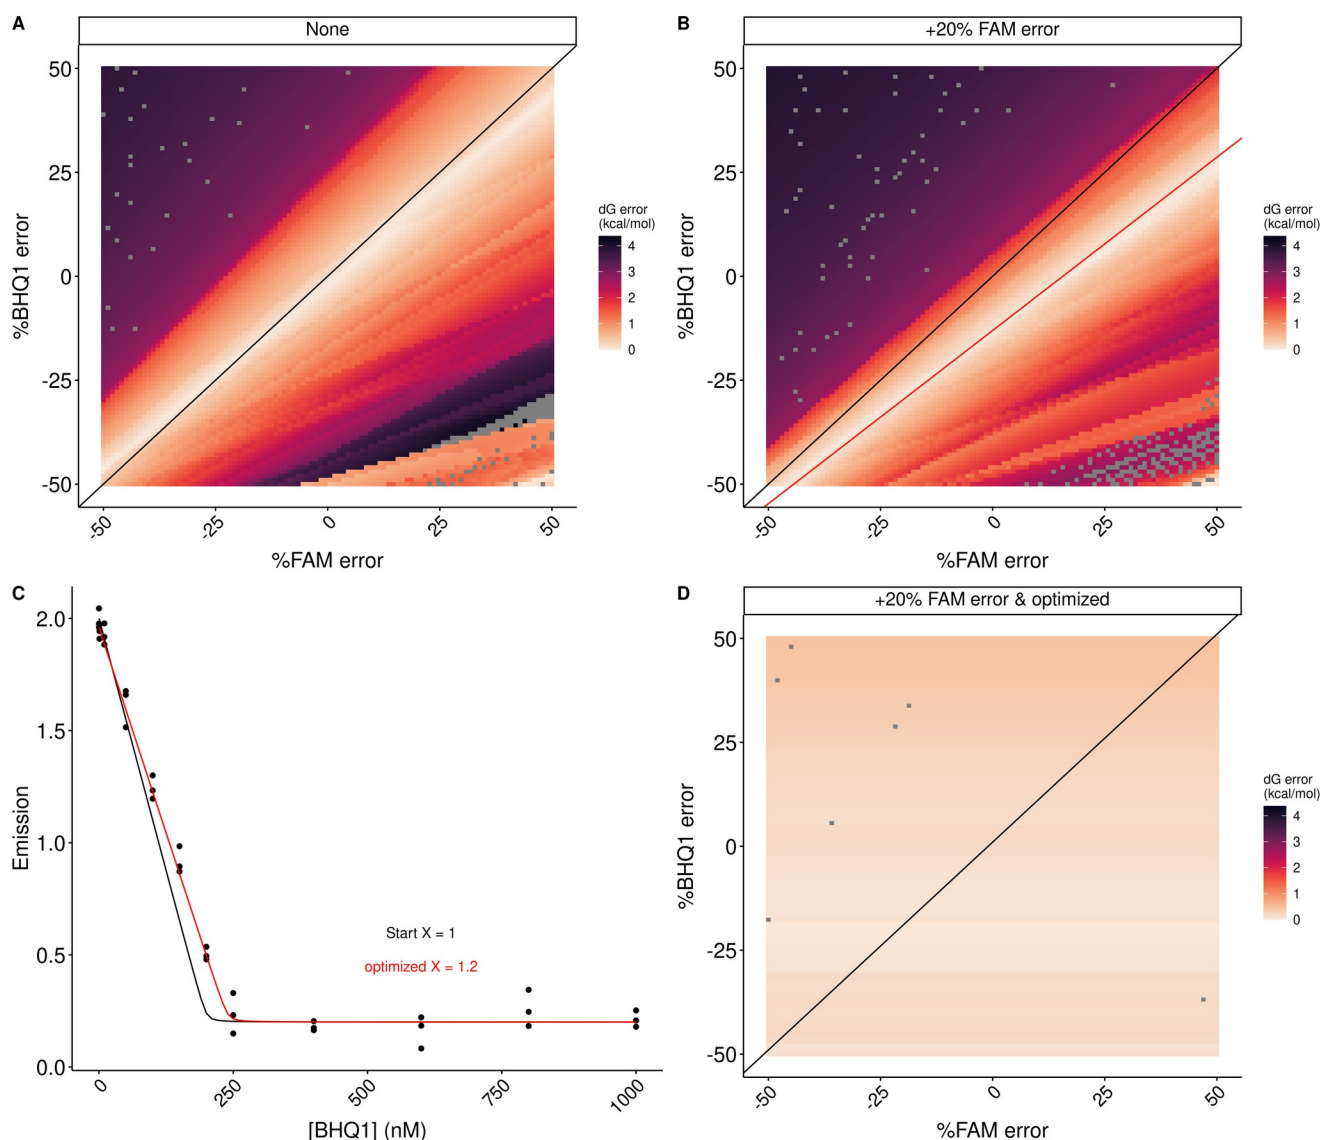 A
None
50
25
0
-25
-50
%BHQ1 error
-50
-25
0
25
50
%FAM error
dG error
(kcal/mol)
4
3
2
1
0
B
+20% FAM error
50
25
0
-25
-50
%BHQ1 error
-50
-25
0
25
50
%FAM error
dG error
(kcal/mol)
4
3
2
1
0
C
2.0
1.5
1.0
0.5
0.0
Emission
Start X = 1
optimized X = 1.2
0
250
500
750
1000
[BHQ1] (nM)
D
+20% FAM error & optimized
50
25
0
-25
-50
%BHQ1 error
-50
-25
0
25
50
%FAM error
dG error
(kcal/mol)
4
3
2
1
0